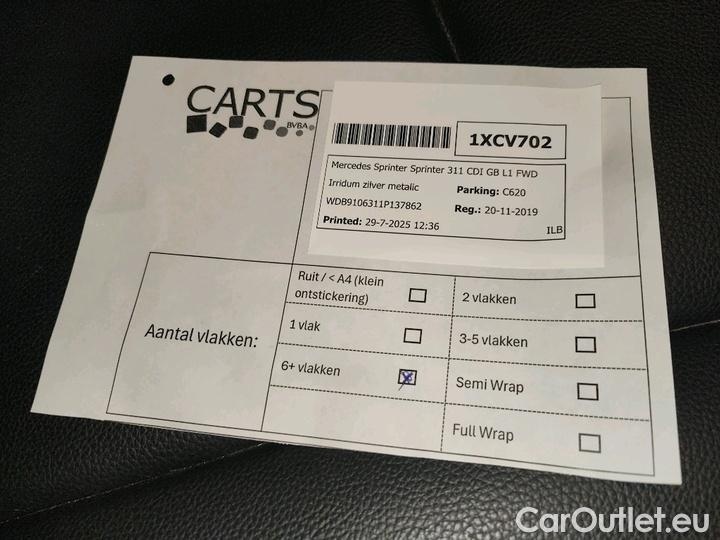 CARTS
BVBA
1XCV702
Mercedes Sprinter Sprinter 311 CDI GB L1 FWD
Irridum zilver metalic Parking: C620
WDB9106311P137862 Reg.: 20-11-2019
Printed: 29-7-2025 12:36 ILB
Aantal vlakken:
Ruit / < A4 (klein
ontstickering)
2 vlakken
1 vlak
3-5 vlakken
6+ vlakken
Semi Wrap
Full Wrap
CarOutlet.eu